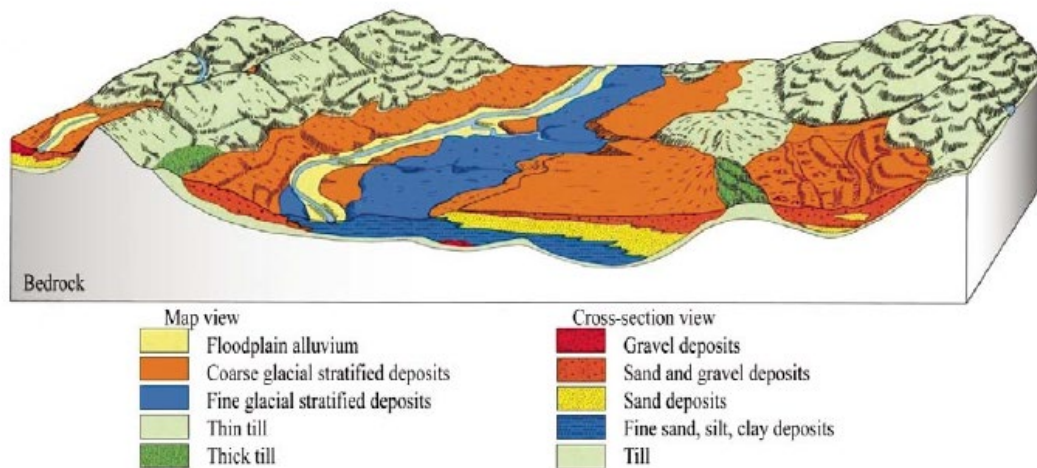 Bedrock
Map view
Floodplain alluvium
Coarse glacial stratified deposits
Fine glacial stratified deposits
Thin till
Thick till
Cross-section view
Gravel deposits
Sand and gravel deposits
Sand deposits
Fine sand, silt, clay deposits
Till